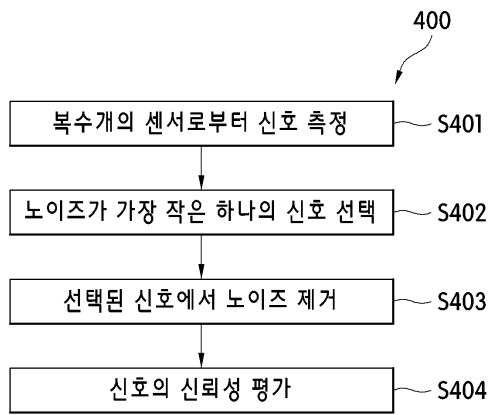 400
복수개의 센서로부터 신호 측정
S401
노이즈가 가장 작은 하나의 신호 선택
S402
선택된 신호에서 노이즈 제거
S403
신호의 신뢰성 평가
S404